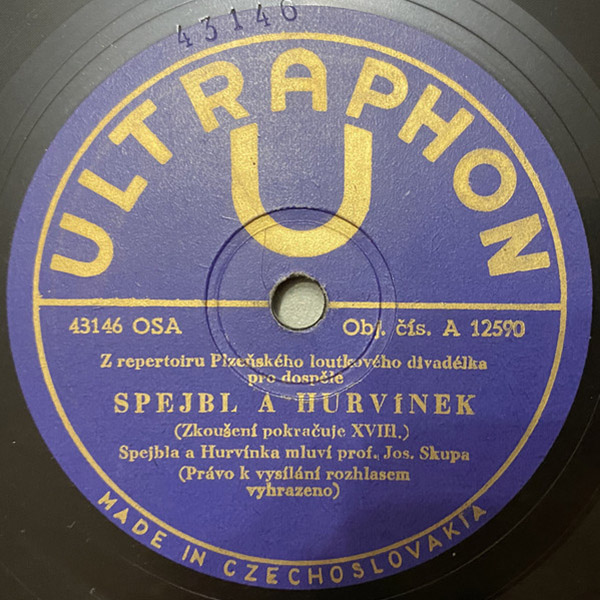 43146
ULTRAPHON
U
43146 OSA
Obj. čís. A 12590
Z repertoiru Plzeňského loutkového divadélka
pro dospěle
SPEJBL A HURVÍNEK
(Zkoušení pokračuje XVIII.)
Spejbla a Hurvínka mluví prof. Jos. Skupa
(Právo k vysílání rozhlasem
vyhrazeno)
MADE IN CZECHOSLOVAKIA